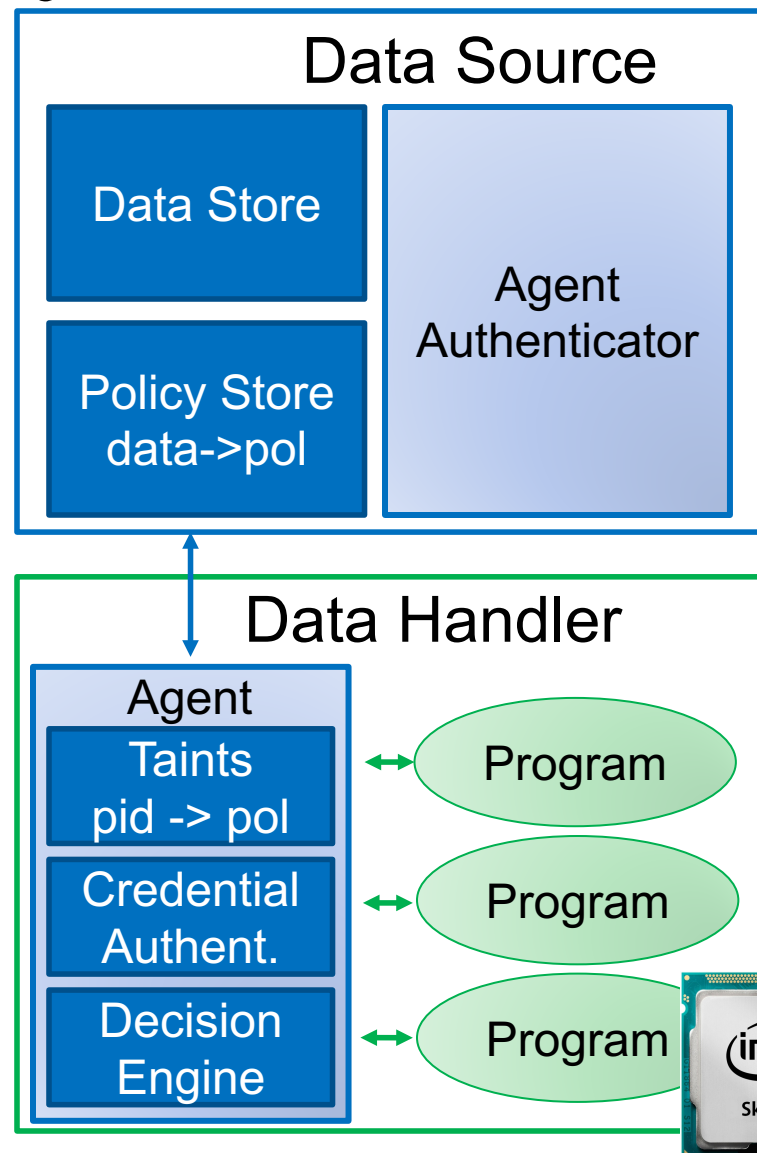 Data Source
Data Store
Agent
Authenticator
Policy Store
data->pol
Data Handler
Agent
Taints
pid -> pol
Program
Credential
Authent.
Program
Decision
Engine
Program